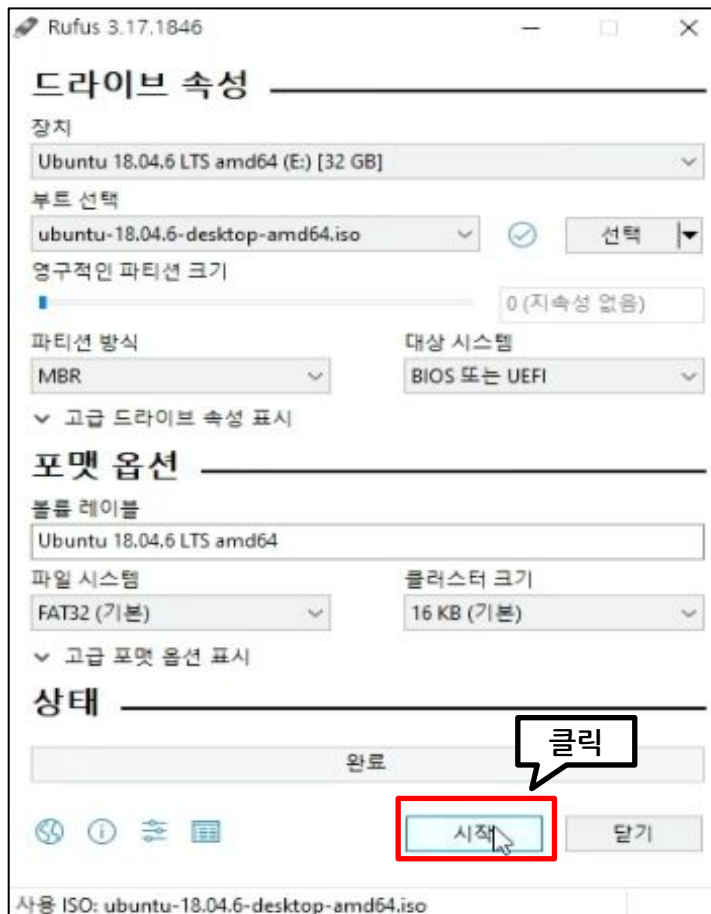 Rufus 3.17.1846
드라이브 속성
장치
Ubuntu 18.04.6 LTS amd64 (E:) [32 GB]
부트 선택
ubuntu-18.04.6-desktop-amd64.iso 선택
영구적인 파티션 크기
0 (지속성 없음)
파티션 방식 대상 시스템
MBR BIOS 또는 UEFI
고급 드라이브 속성 표시
포맷 옵션
볼륨 레이블
Ubuntu 18.04.6 LTS amd64
파일 시스템 클러스터 크기
FAT32 (기본) 16 KB (기본)
고급 포맷 옵션 표시
상태
클릭
완료
시작 닫기
사용 ISO: ubuntu-18.04.6-desktop-amd64.iso